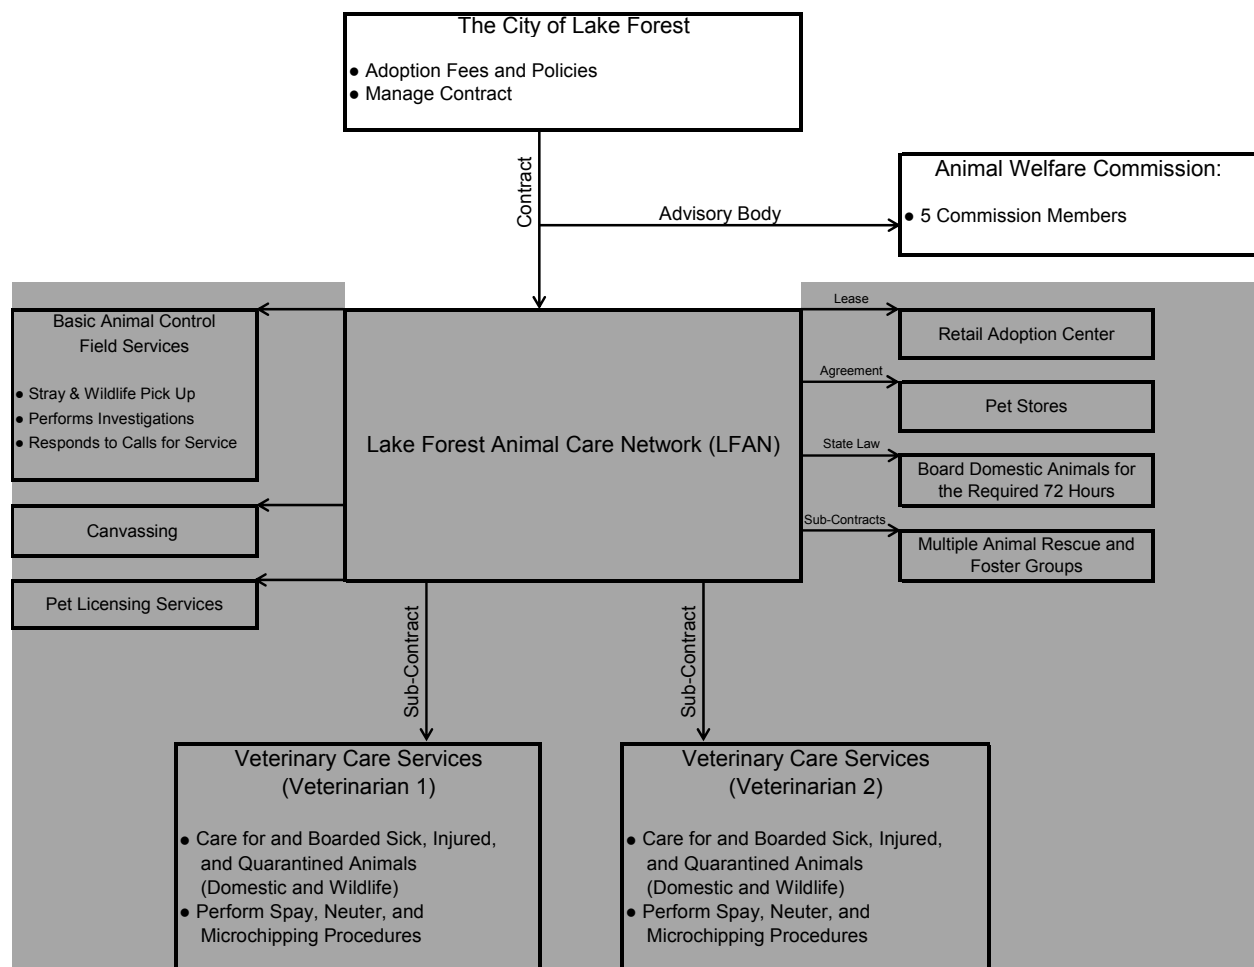 The City of Lake Forest
● Adoption Fees and Policies
● Manage Contract
Contract
Advisory Body
Animal Welfare Commission:
● 5 Commission Members
Basic Animal Control
Field Services
● Stray & Wildlife Pick Up
● Performs Investigations
● Responds to Calls for Service
Canvassing
Pet Licensing Services
Lake Forest Animal Care Network (LFAN)
Lease
Retail Adoption Center
Agreement
Pet Stores
State Law
Board Domestic Animals for
the Required 72 Hours
Sub-Contracts
Multiple Animal Rescue and
Foster Groups
Sub-Contract
Sub-Contract
Veterinary Care Services
(Veterinarian 1)
● Care for and Boarded Sick, Injured,
and Quarantined Animals
(Domestic and Wildlife)
● Perform Spay, Neuter, and
Microchipping Procedures
Veterinary Care Services
(Veterinarian 2)
● Care for and Boarded Sick, Injured,
and Quarantined Animals
(Domestic and Wildlife)
● Perform Spay, Neuter, and
Microchipping Procedures